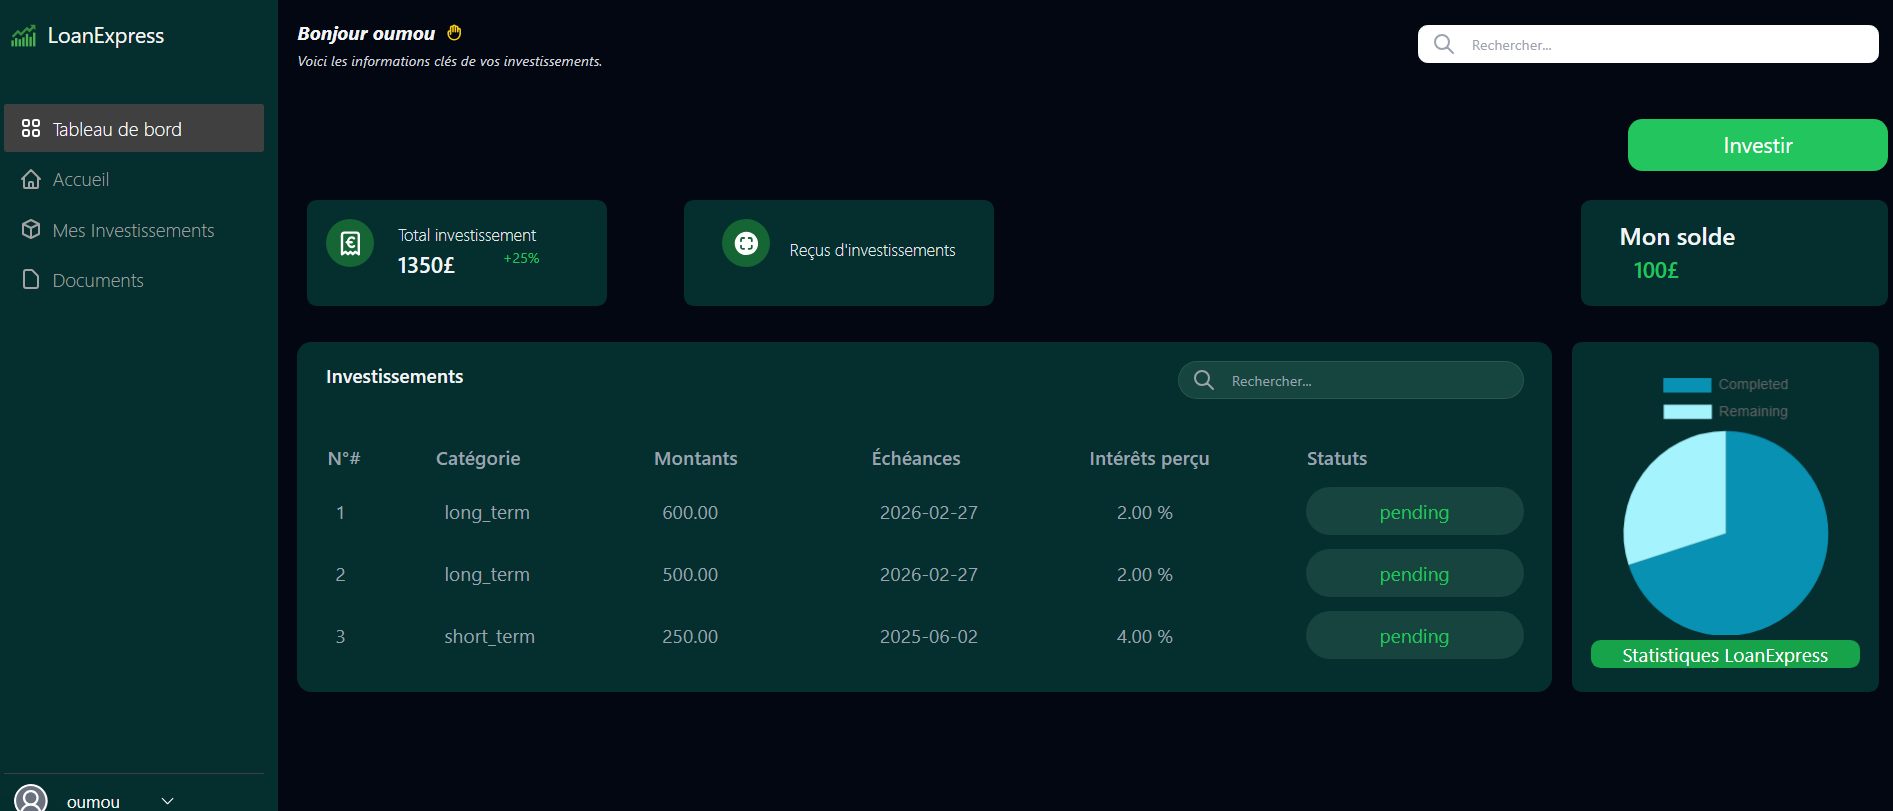 LoanExpress
Tableau de bord
Accueil
Mes Investissements
Documents
oumou
Bonjour oumou
Voici les informations clés de vos investissements.
Rechercher...
Investir
Total investissement
1350£
+25%
Reçus d'investissements
Mon solde
100£
Investissements
Rechercher...
N°# Catégorie Montants Échéances Intérêts perçu Statuts
1 long_term 600.00 2026-02-27 2.00 % pending
2 long_term 500.00 2026-02-27 2.00 % pending
3 short_term 250.00 2025-06-02 4.00 % pending
Completed
Remaining
Statistiques LoanExpress